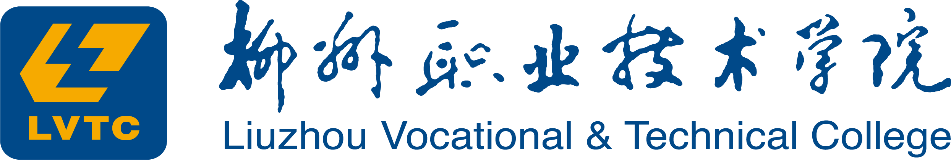 LVTC
柳州职业技术学院
Liuzhou Vocational & Technical College